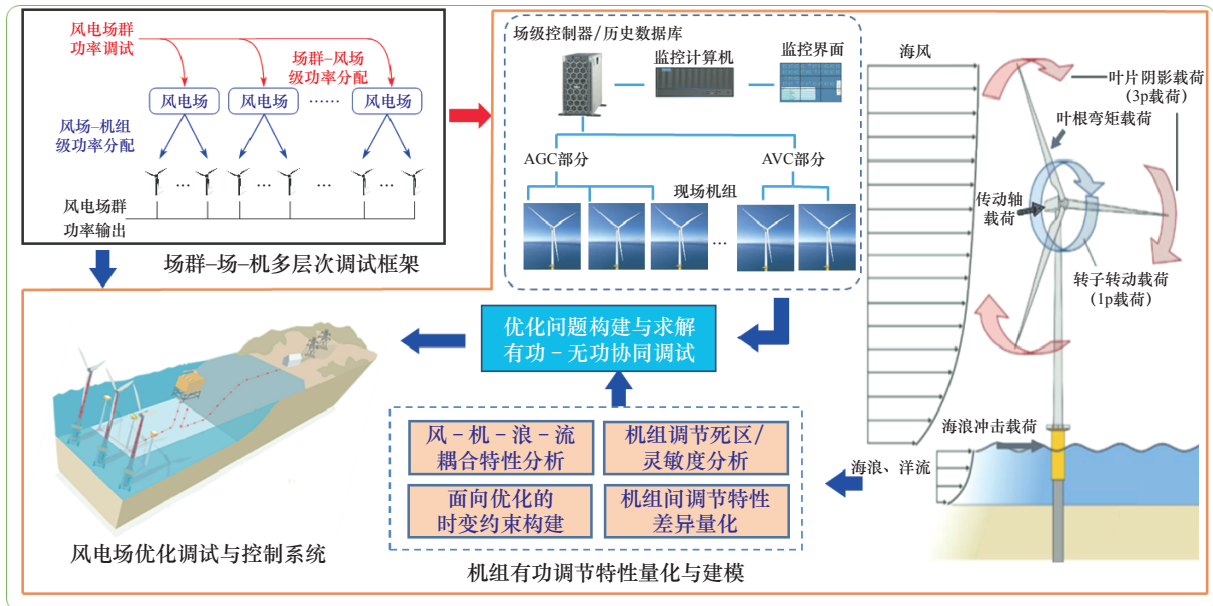 风电场群
功率调试
场群–风场
级功率分配
风电场
风电场
……
风电场
风场–机组
级功率分配
…
…
…
…
风电场群
功率输出
场群–场–机多层次调试框架
场级控制器/历史数据库
监控计算机
监控界面
AGC部分
AVC部分
现场机组
…
海风
叶片阴影载荷
（3p载荷）
叶根弯矩载荷
传动轴
载荷
转子转动载荷
（1p载荷）
海浪冲击载荷
海浪、洋流
优化问题构建与求解
有功–无功协同调试
风–机–浪–流
耦合特性分析
机组调节死区/
灵敏度分析
面向优化的
时变约束构建
机组间调节特性
差异量化
机组有功调节特性量化与建模
风电场优化调试与控制系统